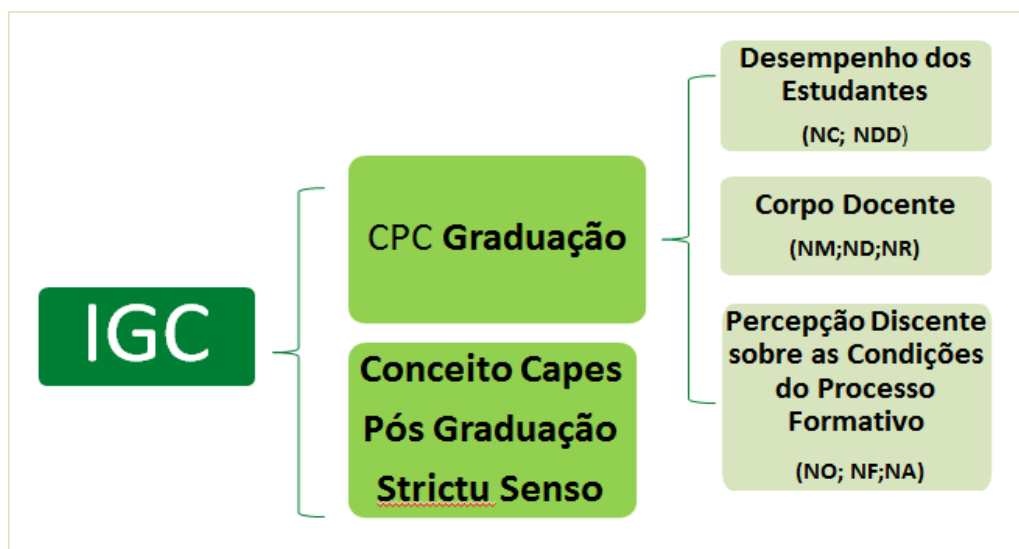 IGC
CPC Graduação
Conceito Capes
Pós Graduação
Strictu Senso
Desempenho dos
Estudantes
(NC; NDD)
Corpo Docente
(NM;ND;NR)
Percepção Discente
sobre as Condições
do Processo
Formativo
(NO; NF;NA)